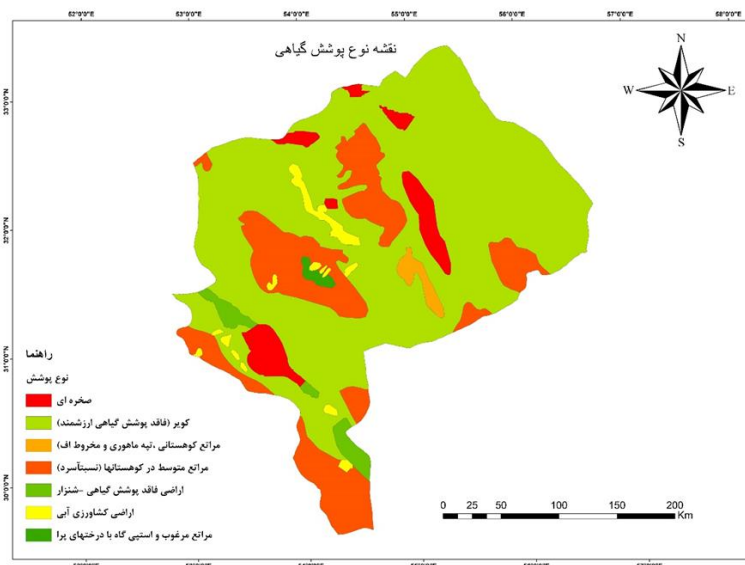 52°0'0"E 53°0'0"E 54°0'0"E 55°0'0"E 56°0'0"E 57°0'0"E 58°0'0"E
نقشه نوع پوشش گیاهی
N
W E
S
33°0'0"N
32°0'0"N
31°0'0"N
30°0'0"N
راهنما
نوع پوشش
صخره ای
کویر (فاقد پوشش گیاهی ارزشمند)
مراتع کوهستانی ،تپه ماهوری و مخروط اف
مراتع متوسط در کوهستانها (نسبتآسرد)
اراضی فاقد پوشش گیاهی -شنزار
اراضی کشاورزی آبی
مراتع مرغوب و استپی گاه با درختهای پرا
0 25 50 100 150 200
Km